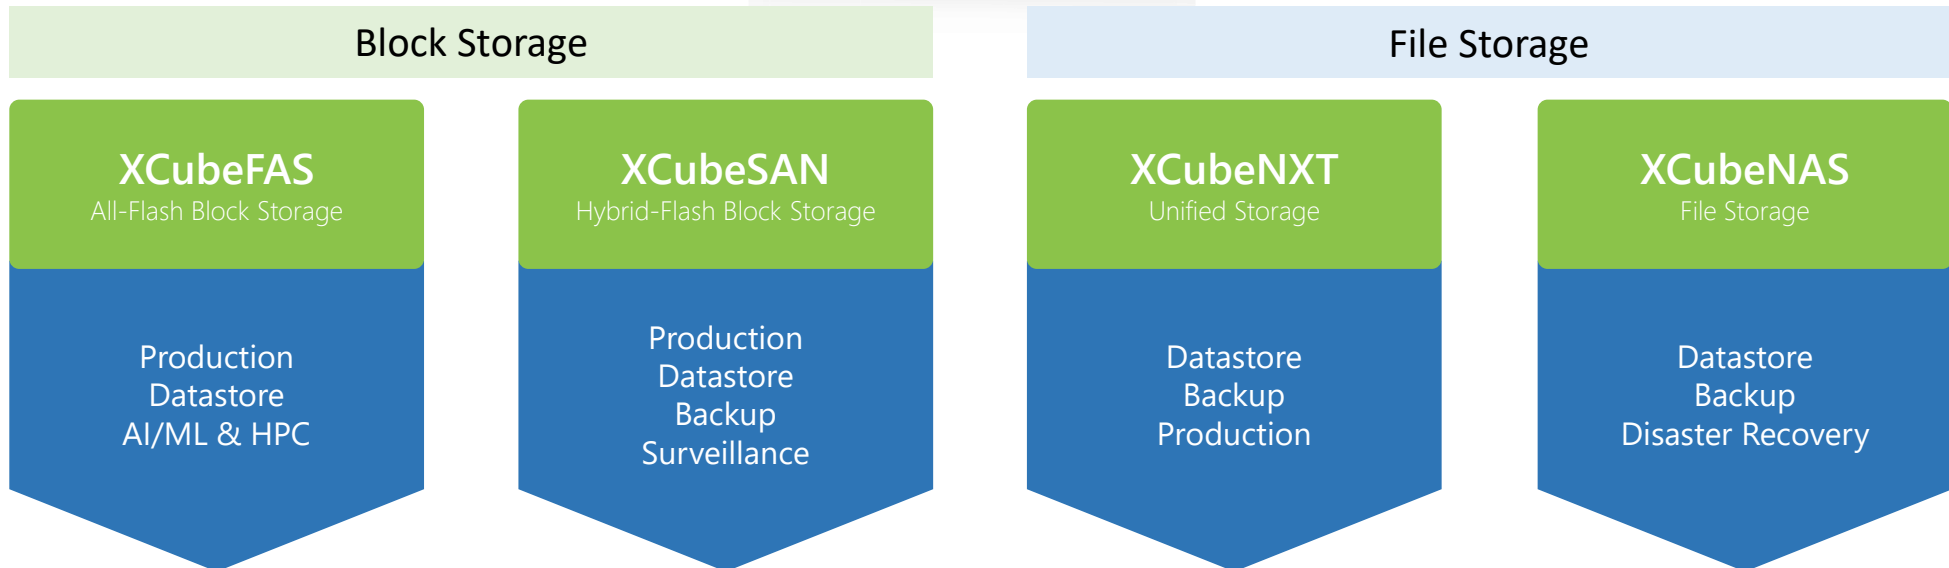 Block Storage
File Storage
XCubeFAS
All-Flash Block Storage
Production
Datastore
AI/ML & HPC
XCubeSAN
Hybrid-Flash Block Storage
Production
Datastore
Backup
Surveillance
XCubeNXT
Unified Storage
Datastore
Backup
Production
XCubeNAS
File Storage
Datastore
Backup
Disaster Recovery